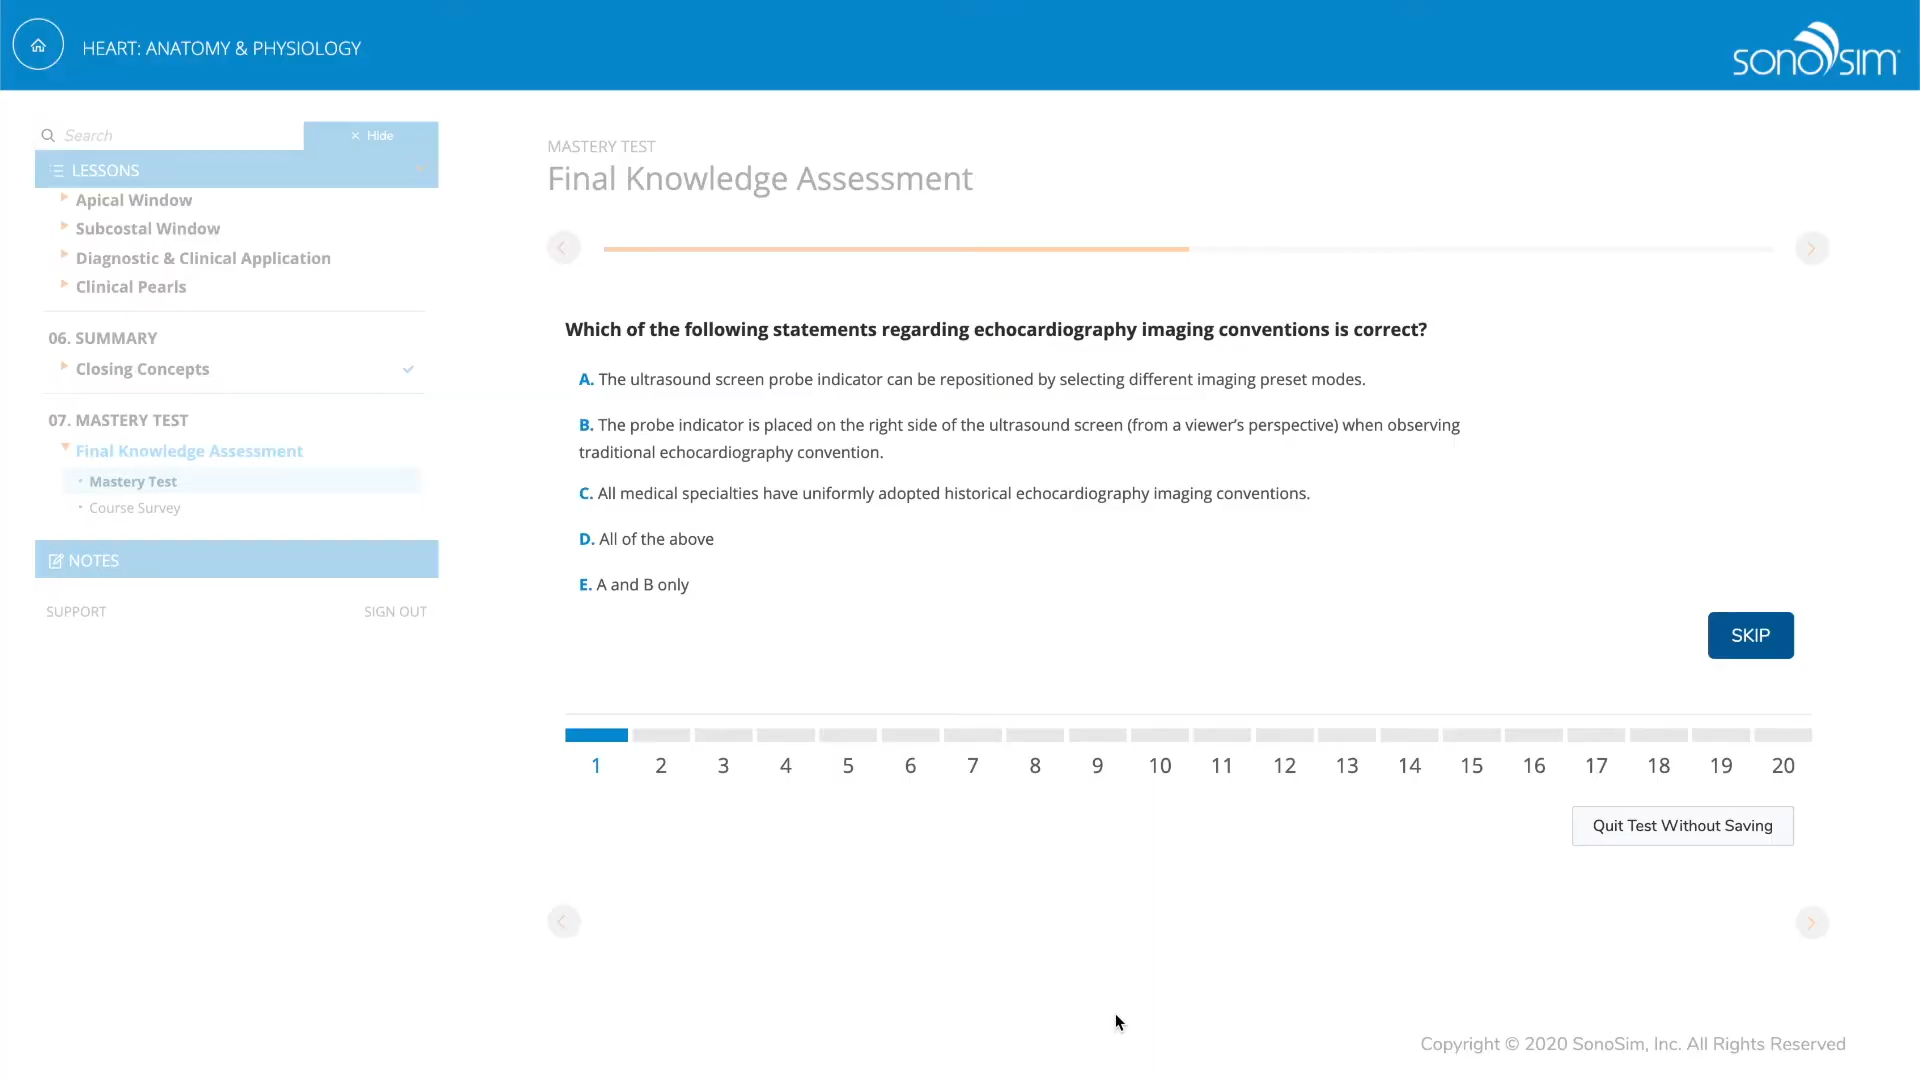 HEART: ANATOMY & PHYSIOLOGY
sonosim
Search
× Hide
LESSONS
Apical Window
Subcostal Window
Diagnostic & Clinical Application
Clinical Pearls
06. SUMMARY
Closing Concepts
07. MASTERY TEST
Final Knowledge Assessment
Mastery Test
Course Survey
NOTES
SUPPORT
SIGN OUT
MASTERY TEST
Final Knowledge Assessment
Which of the following statements regarding echocardiography imaging conventions is correct?
A. The ultrasound screen probe indicator can be repositioned by selecting different imaging preset modes.
B. The probe indicator is placed on the right side of the ultrasound screen (from a viewer’s perspective) when observing
traditional echocardiography convention.
C. All medical specialties have uniformly adopted historical echocardiography imaging conventions.
D. All of the above
E. A and B only
SKIP
1 2 3 4 5 6 7 8 9 10 11 12 13 14 15 16 17 18 19 20
Quit Test Without Saving
Copyright © 2020 SonoSim, Inc. All Rights Reserved